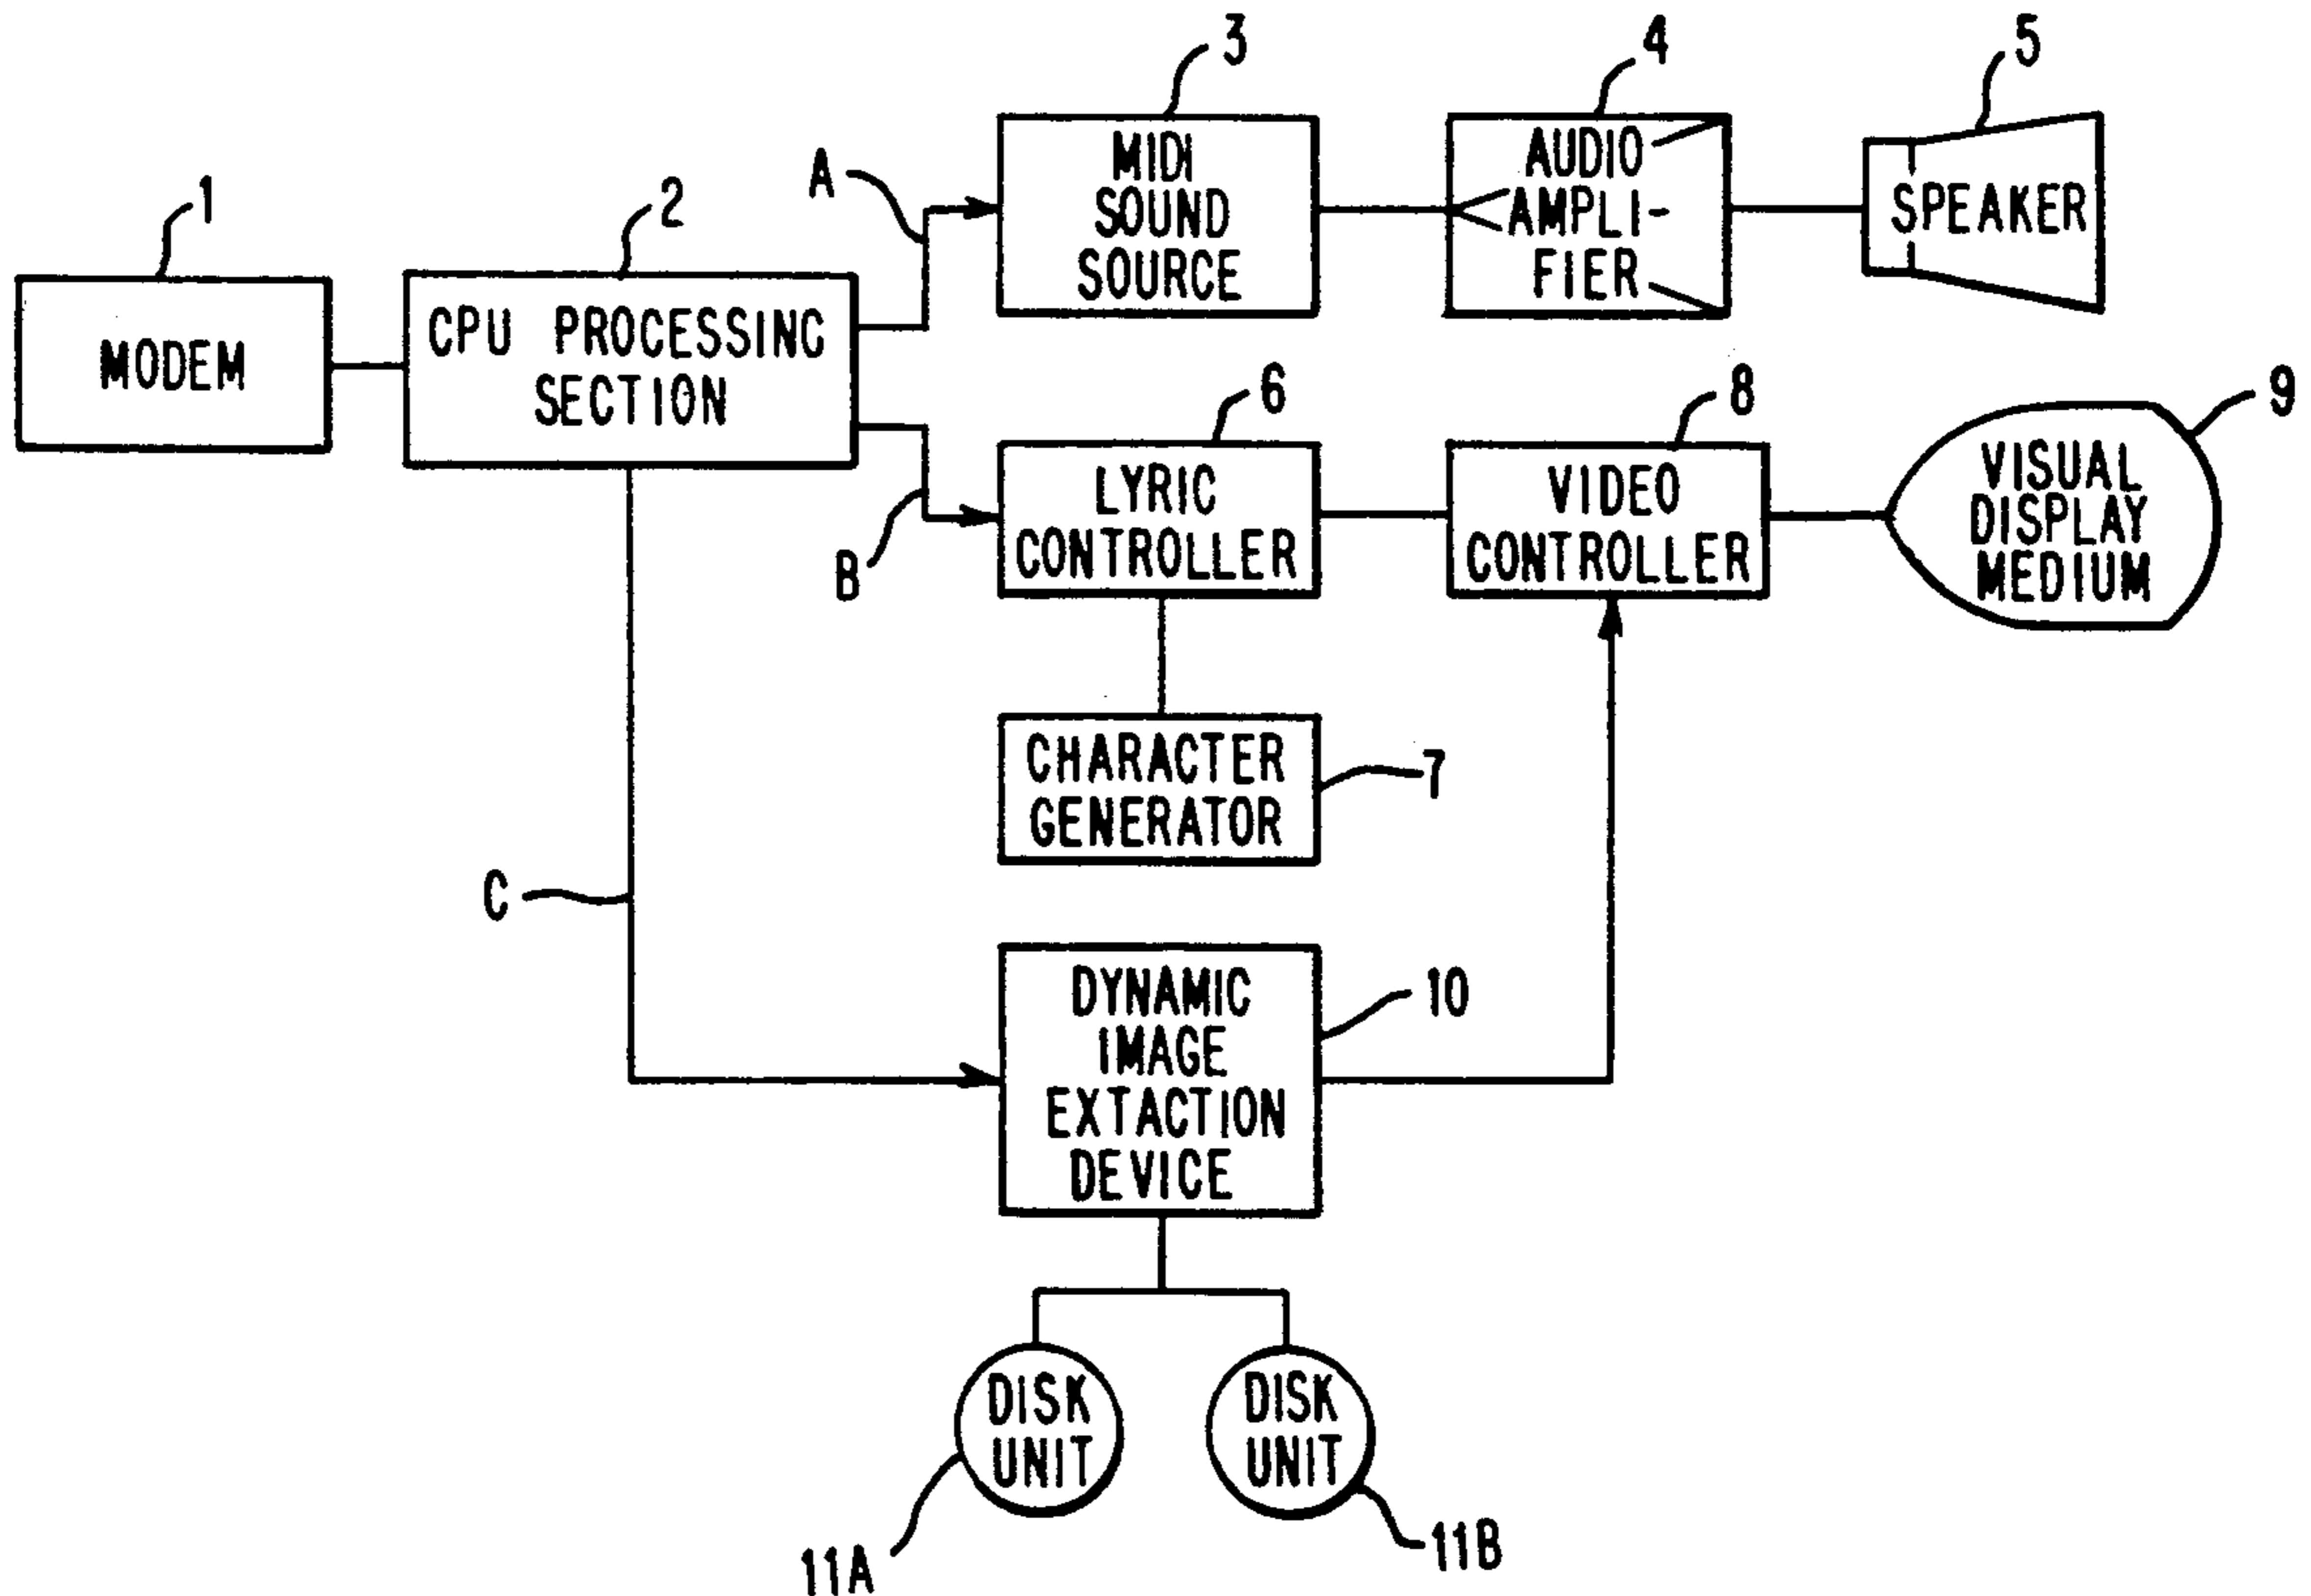 3
4
5
A
MIDI
SOUND
SOURCE
AUDIO
AMPLI-
FIER
SPEAKER
1
2
MODEM
CPU PROCESSING
SECTION
6
8
9
B
LYRIC
CONTROLLER
VIDEO
CONTROLLER
VISUAL
DISPLAY
MEDIUM
CHARACTER
GENERATOR
7
C
DYNAMIC
IMAGE
EXTACTION
DEVICE
10
DISK
UNIT
DISK
UNIT
11A
11B